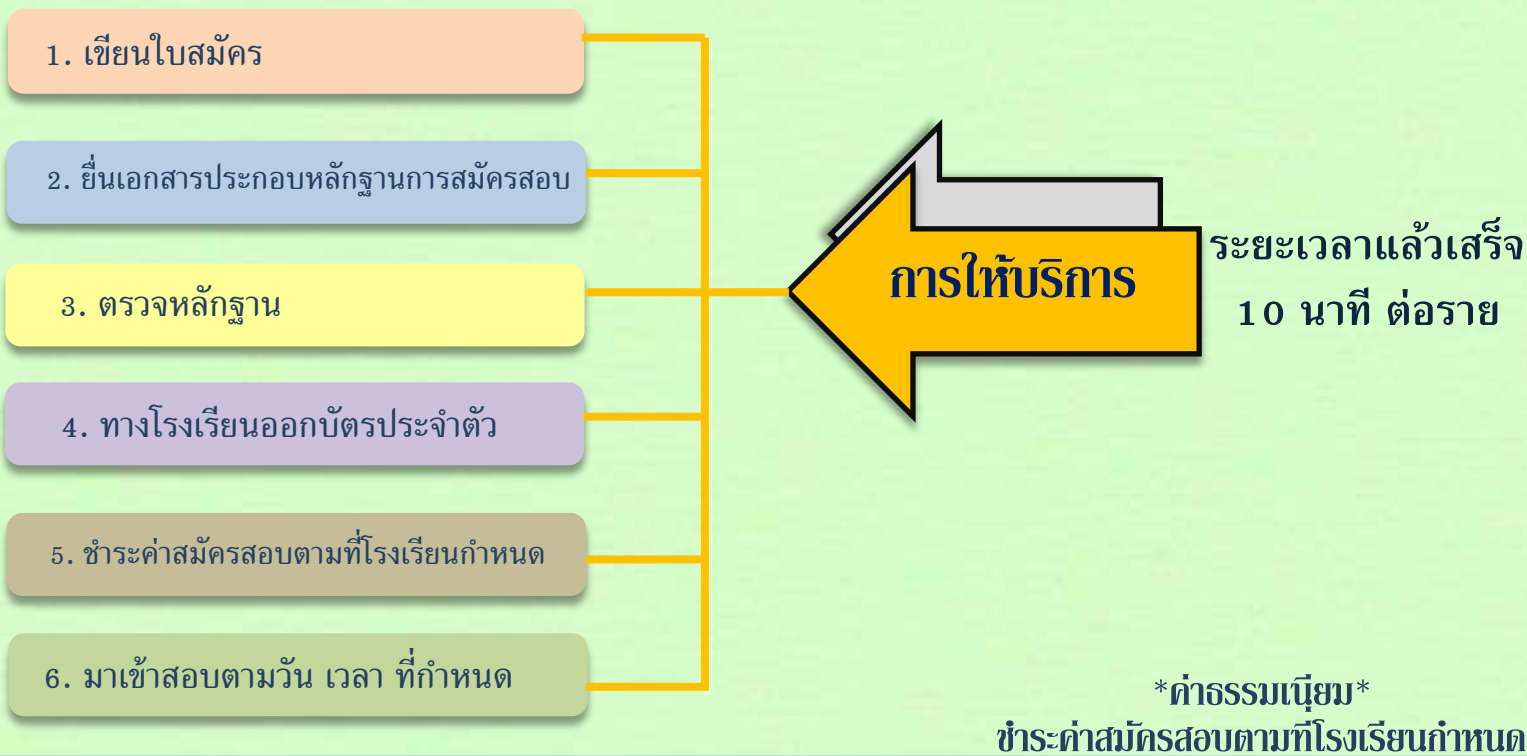 1. เขียนใบสมัคร
2. ยื่นเอกสารประกอบหลักฐานการสมัครสอบ
3. ตรวจหลักฐาน
4. ทางโรงเรียนออกบัตรประจำตัว
5. ชำระค่าสมัครสอบตามที่โรงเรียนกำหนด
6. มาเข้าสอบตามวัน เวลา ที่กำหนด
การให้บริการ
ระยะเวลาแล้วเสร็จ
10 นาที ต่อราย
*ค่าธรรมเนียม*
ชำระค่าสมัครสอบตามที่โรงเรียนกำหนด